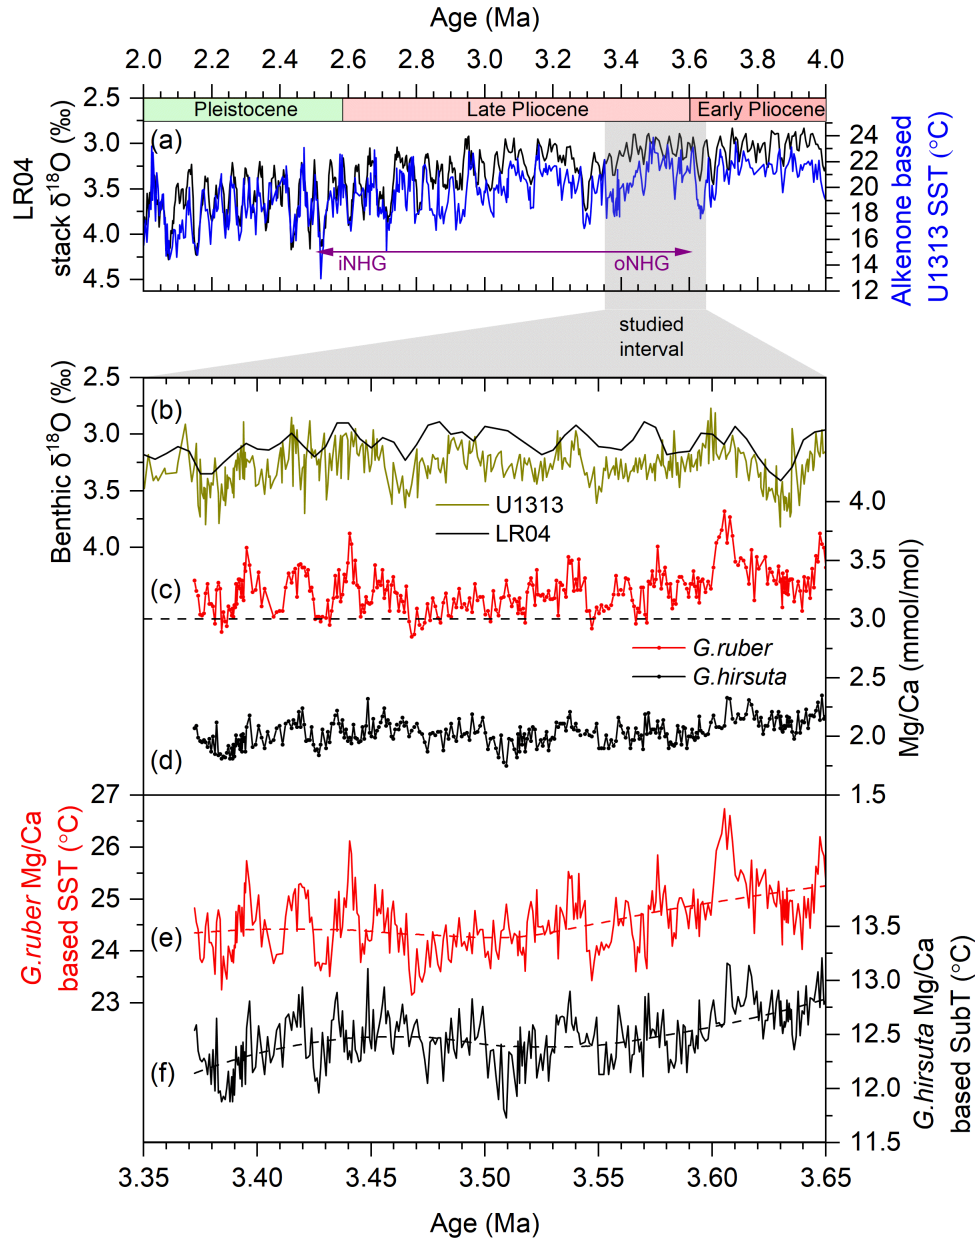 Age (Ma)
2.0 2.2 2.4 2.6 2.8 3.0 3.2 3.4 3.6 3.8 4.0
Pleistocene Late Pliocene Early Pliocene
(a)
LR04
stack δ¹⁸O (‰)
2.5
3.0
3.5
4.0
4.5
24
22
20
18
16
14
12
Alkenone based
U1313 SST (°C)
iNHG oNHG
studied
interval
(b)
Benthic δ¹⁸O (‰)
2.5
3.0
3.5
4.0
U1313
LR04
(c)
4.0
3.5
3.0
2.5
2.0
1.5
Mg/Ca (mmol/mol)
G.ruber
G.hirsuta
(d)
G.ruber Mg/Ca
based SST (°C)
27
26
25
24
23
(e)
13.5
13.0
12.5
12.0
11.5
G.hirsuta Mg/Ca
based SubT (°C)
(f)
3.35 3.40 3.45 3.50 3.55 3.60 3.65
Age (Ma)